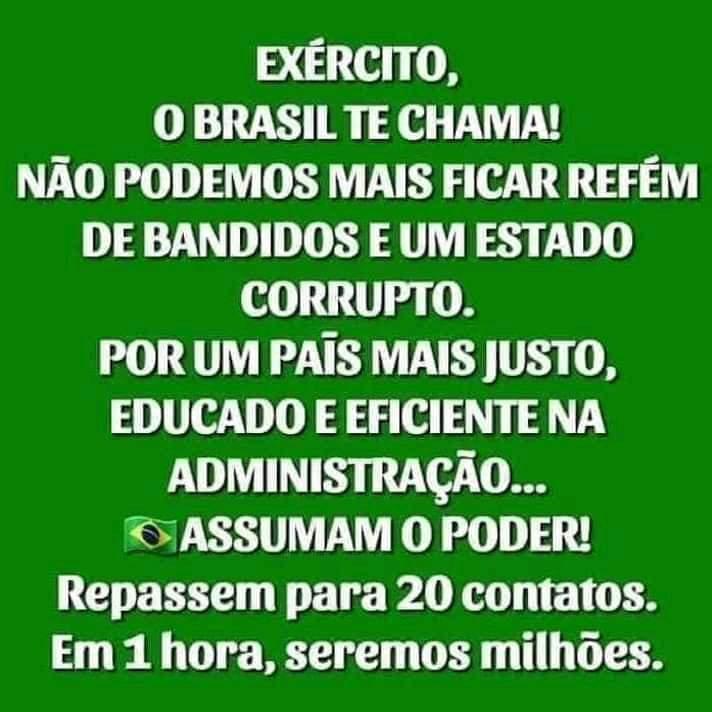 EXÉRCITO,
O BRASIL TE CHAMA!
NÃO PODEMOS MAIS FICAR REFÉM
DE BANDIDOS E UM ESTADO
CORRUPTO.
POR UM PAĪS MAIS JUSTO,
EDUCADO E EFICIENTE NA
ADMINISTRAÇÃO...
🇧🇷ASSUMAM O PODER!
Repassem para 20 contatos.
Em 1 hora, seremos milhões.